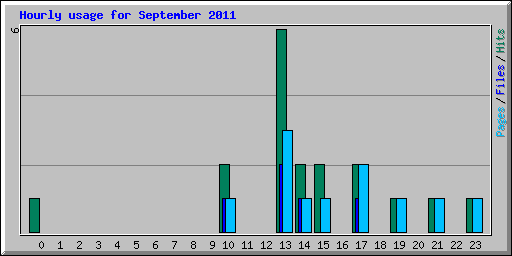 Hourly usage for September 2011
6
Pages/Files/Hits
0 1 2 3 4 5 6 7 8 9 10 11 12 13 14 15 16 17 18 19 20 21 22 23